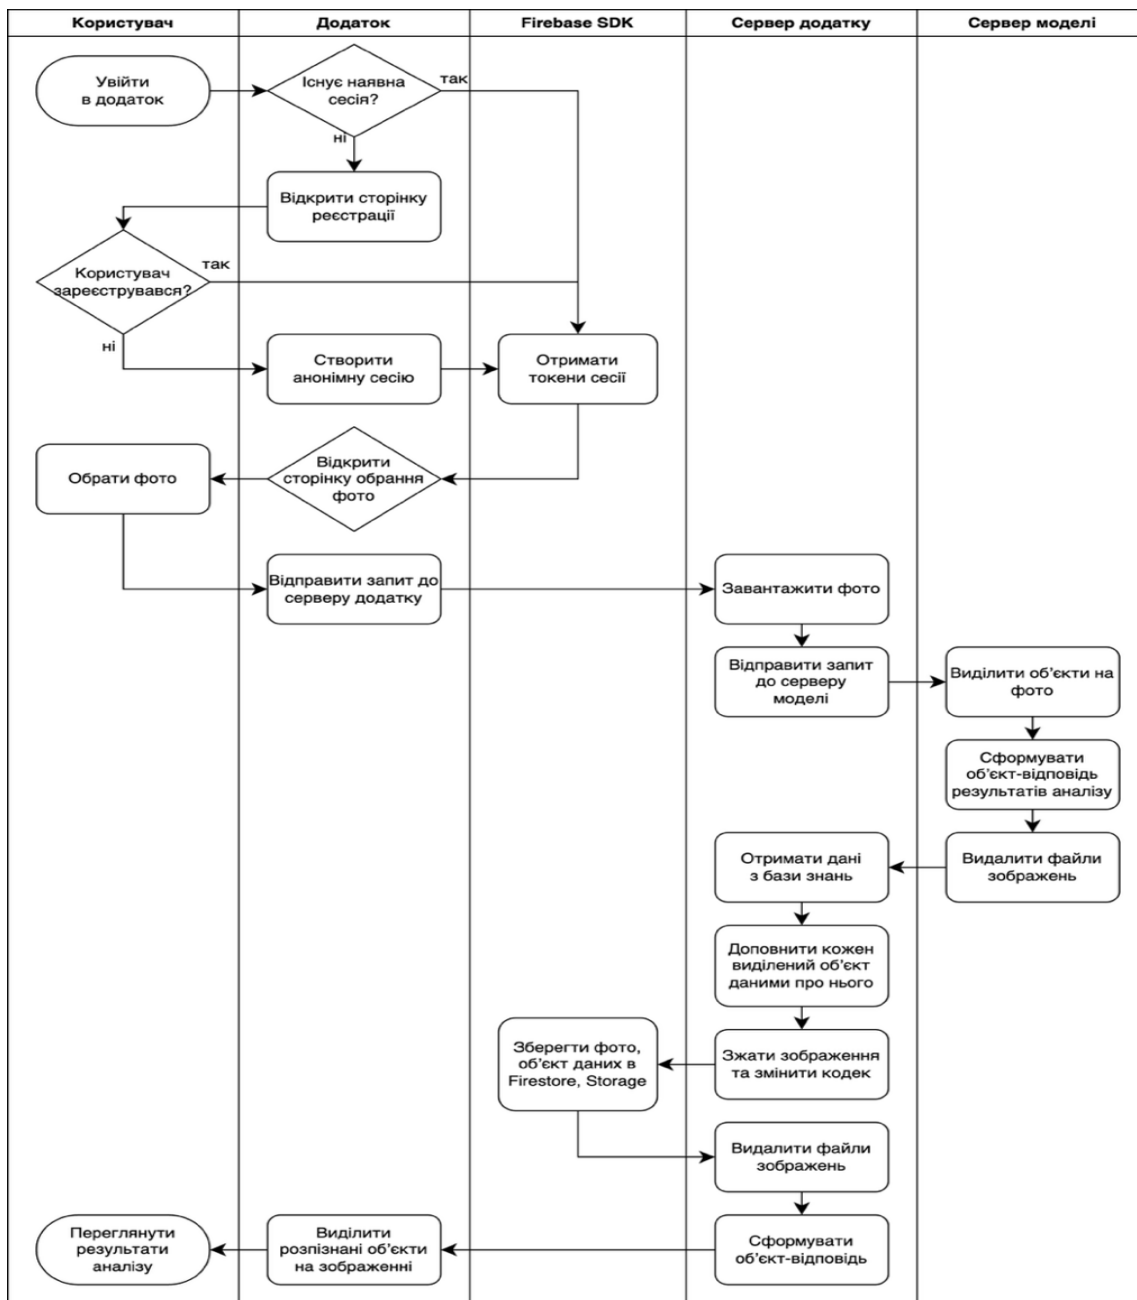 Користувач
Додаток
Firebase SDK
Сервер додатку
Сервер моделі
Увійти
в додаток
Існує наявна
сесія?
так
ні
Відкрити сторінку
реєстрації
Користувач
зареєструвався?
так
ні
Створити
анонімну сесію
Отримати
токени сесії
Відкрити
сторінку обрання
фото
Обрати фото
Відправити запит до
серверу додатку
Завантажити фото
Відправити запит
до серверу
моделі
Виділити об'єкти на
фото
Сформувати
об'єкт-відповідь
результатів аналізу
Видалити файли
зображень
Отримати дані
з бази знань
Доповнити кожен
виділений об'єкт
даними про нього
Зжати зображення
та змінити кодек
Зберегти фото,
об'єкт даних в
Firestore, Storage
Видалити файли
зображень
Сформувати
об'єкт-відповідь
Виділити
розпізнані об'єкти
на зображенні
Переглянути
результати
аналізу